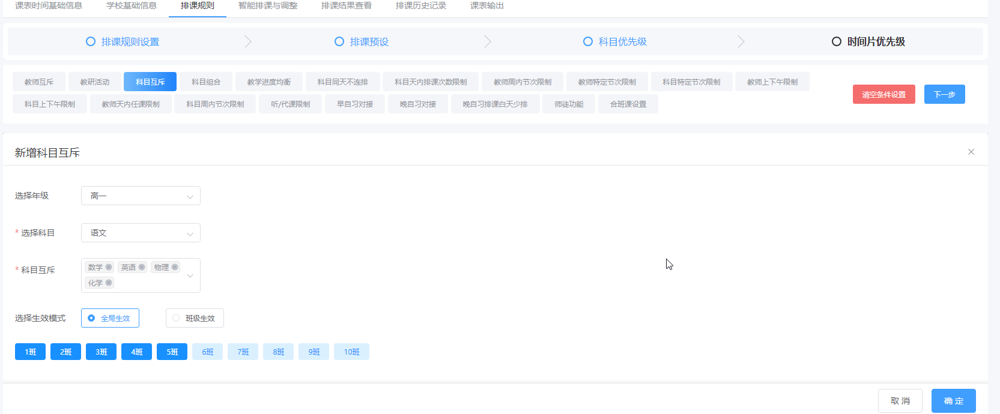 课表时间基础信息 学校基础信息 排课规则 智能排课与调整 排课结果查看 排课历史记录 课表输出
排课规则设置 排课预设 科目优先级 时间片优先级
教师互斥 教研活动 科目互斥 科目组合 教学进度均衡 科目同天不连排 科目天内排课次数限制 教师周内节次限制 教师特定节次限制 科目特定节次限制 教师上下午限制
科目上下午限制 教师天内任课限制 科目周内节次限制 听/代课限制 早自习对接 晚自习对接 晚自习排课白天少排 师徒功能 合班课设置
清空条件设置 下一步
新增科目互斥
选择年级 高一
* 选择科目 语文
* 科目互斥 数学 英语 物理
化学
选择生效模式 全局生效 班级生效
1班 2班 3班 4班 5班 6班 7班 8班 9班 10班
取 消 确 定